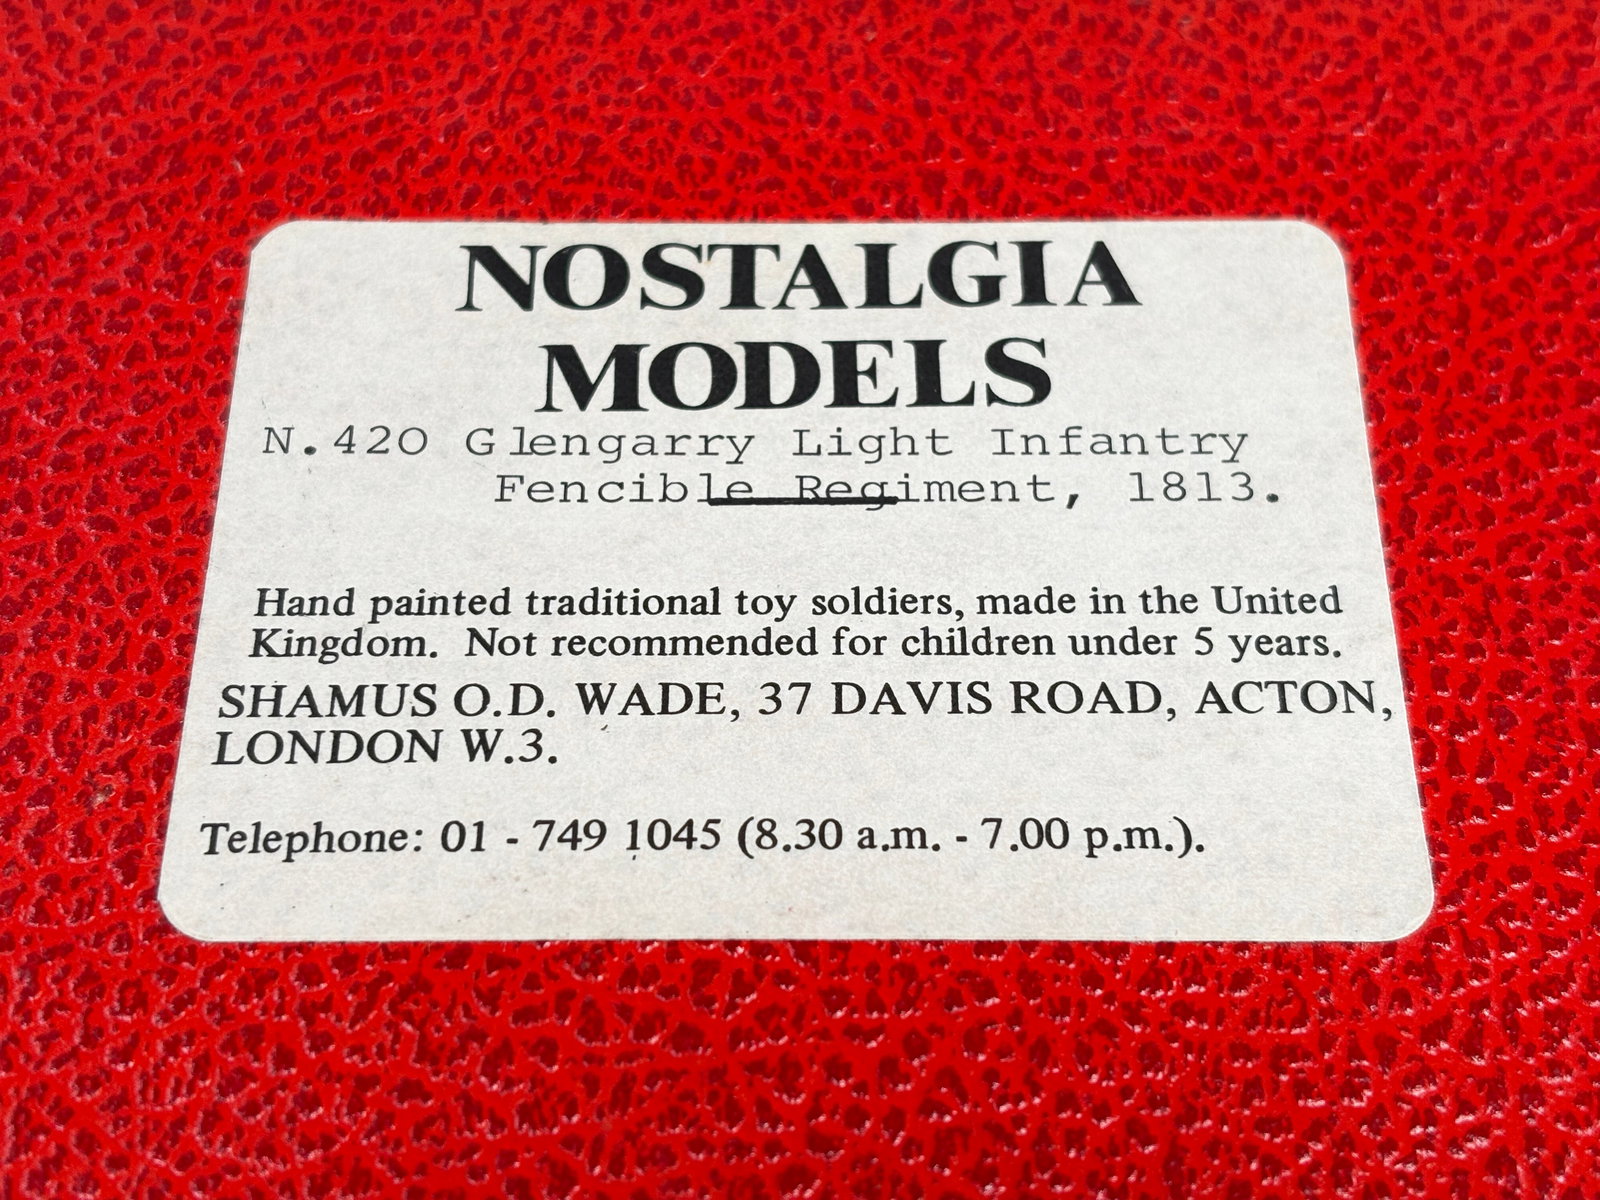 NOSTALGIA
MODELS
N.420 Glengarry Light Infantry
Fencible Regiment, 1813.
Hand painted traditional toy soldiers, made in the United
Kingdom. Not recommended for children under 5 years.
SHAMUS O.D. WADE, 37 DAVIS ROAD, ACTON,
LONDON W.3.
Telephone: 01 - 749 1045 (8.30 a.m. - 7.00 p.m.).